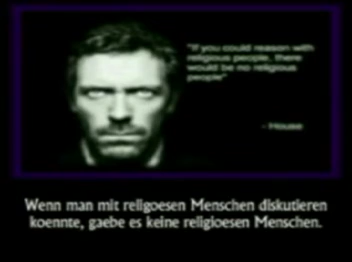 "If you could reason with
religious people, there
would be no religious
people"
- House
Wenn man mit religoesen Menschen diskutieren
koennte, gaebe es keine religioesen Menschen.